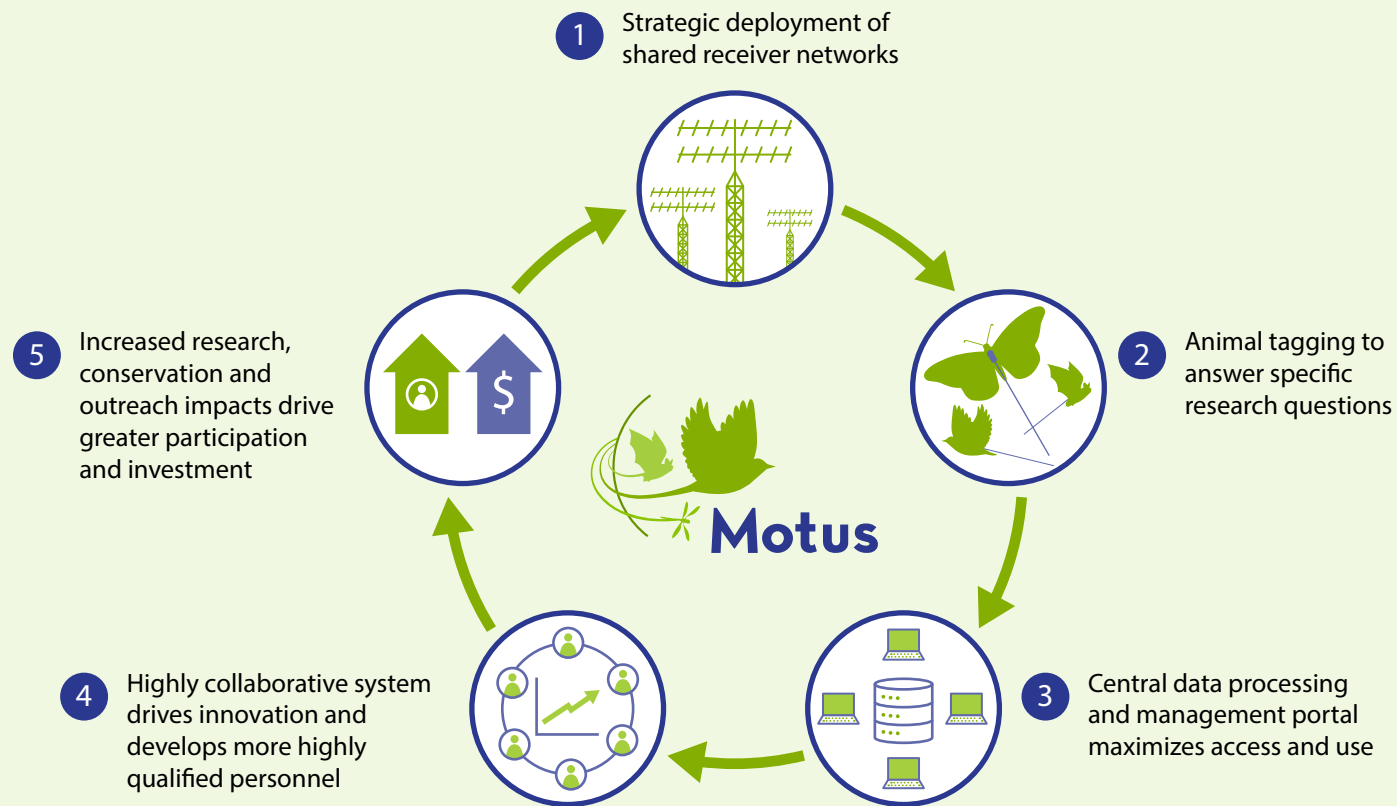 1
Strategic deployment of
shared receiver networks
2
Animal tagging to
answer specific
research questions
3
Central data processing
and management portal
maximizes access and use
4
Highly collaborative system
drives innovation and
develops more highly
qualified personnel
5
Increased research,
conservation and
outreach impacts drive
greater participation
and investment
$
Motus